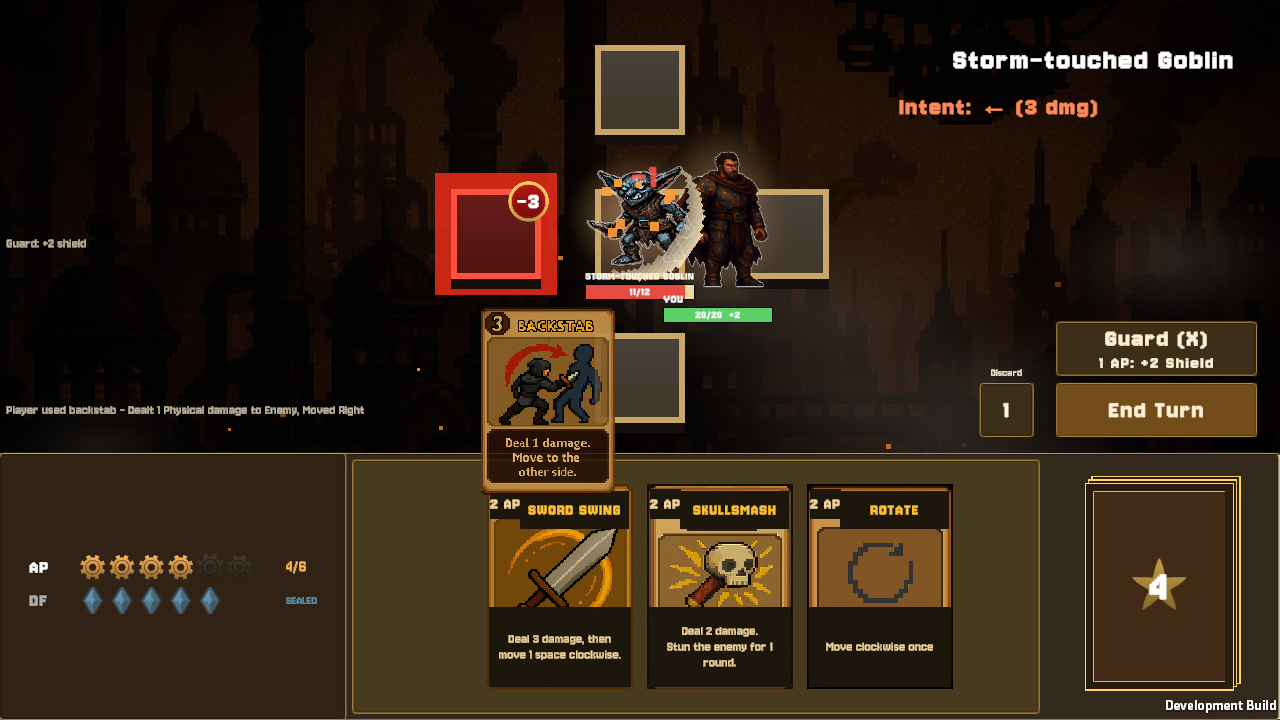 Storm-touched Goblin
Intent: ← (3 dmg)
-3
Guard: +2 shield
STORM-TOUCHED GOBLIN
11/12
YOU
20/20 +2
3 BACKSTAB
Deal 1 damage.
Move to the
other side.
Player used backstab - Dealt 1 Physical damage to Enemy, Moved Right
Guard (X)
1 AP: +2 Shield
Discard
1
End Turn
AP 4/6
DF SEALED
2 AP SWORD SWING
Deal 3 damage, then
move 1 space clockwise.
2 AP SKULLSMASH
Deal 2 damage.
Stun the enemy for 1
round.
2 AP ROTATE
Move clockwise once
4
Development Build